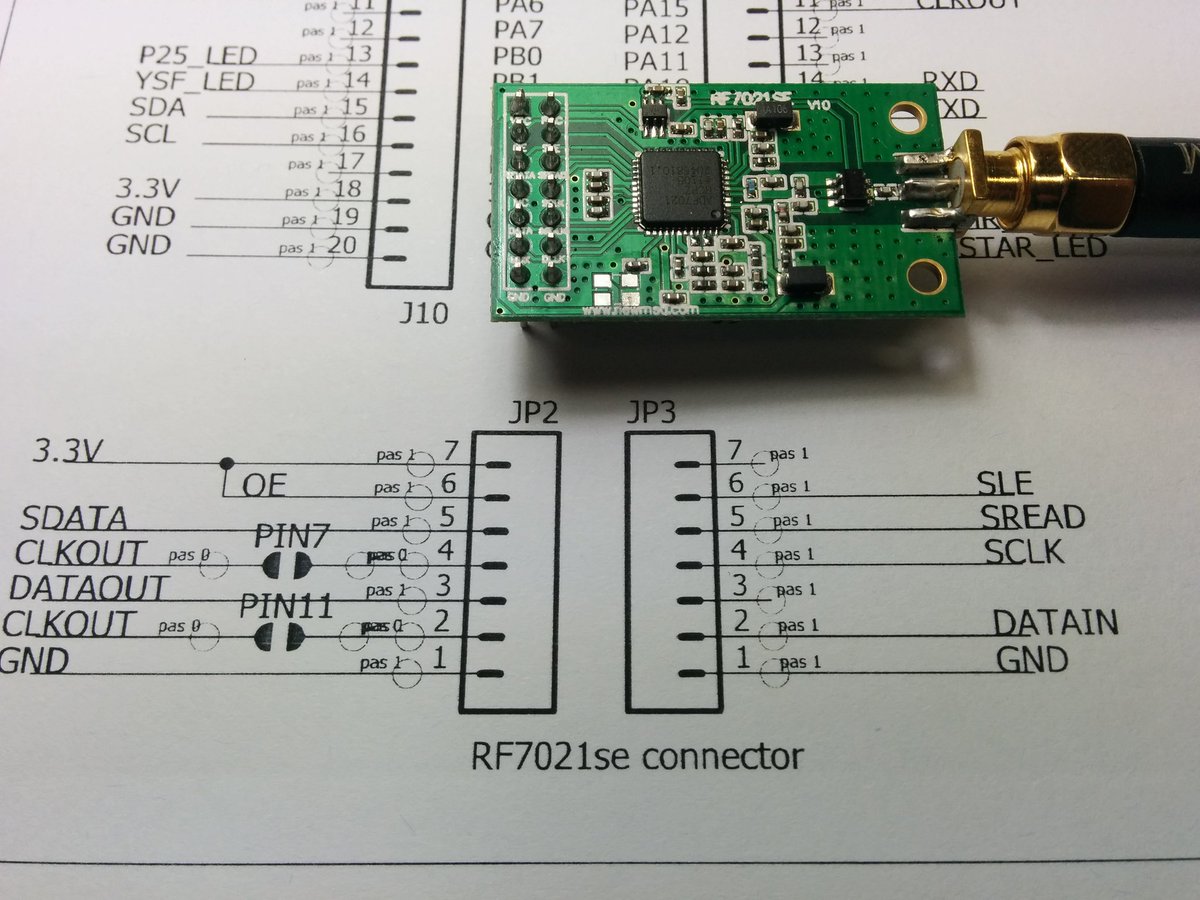 pas 1 11 PA6 PA15 11 pas 1 CLKOUT
pas 1 12 PA7 PA12 12 pas 1
P25_LED pas 1 13 PB0 PA11 13 pas 1
YSF_LED pas 1 14 PB1 14 RXD
SDA pas 1 15
SCL pas 1 16
pas 1 17
3.3V pas 1 18
GND pas 1 19
GND pas 1 20 STAR_LED
J10
RF7021SE V10
ADF7021
GND GND
JP2 JP3
3.3V pas 1 7 7 pas 1
OE pas 1 6 6 pas 1 SLE
SDATA pas 1 5 5 pas 1 SREAD
CLKOUT pas 0 PIN7 4 4 pas 1 SCLK
DATAOUT pas 1 3 3 pas 1
CLKOUT pas 0 PIN11 2 2 pas 1 DATAIN
GND pas 1 1 1 pas 1 GND
RF7021se connector